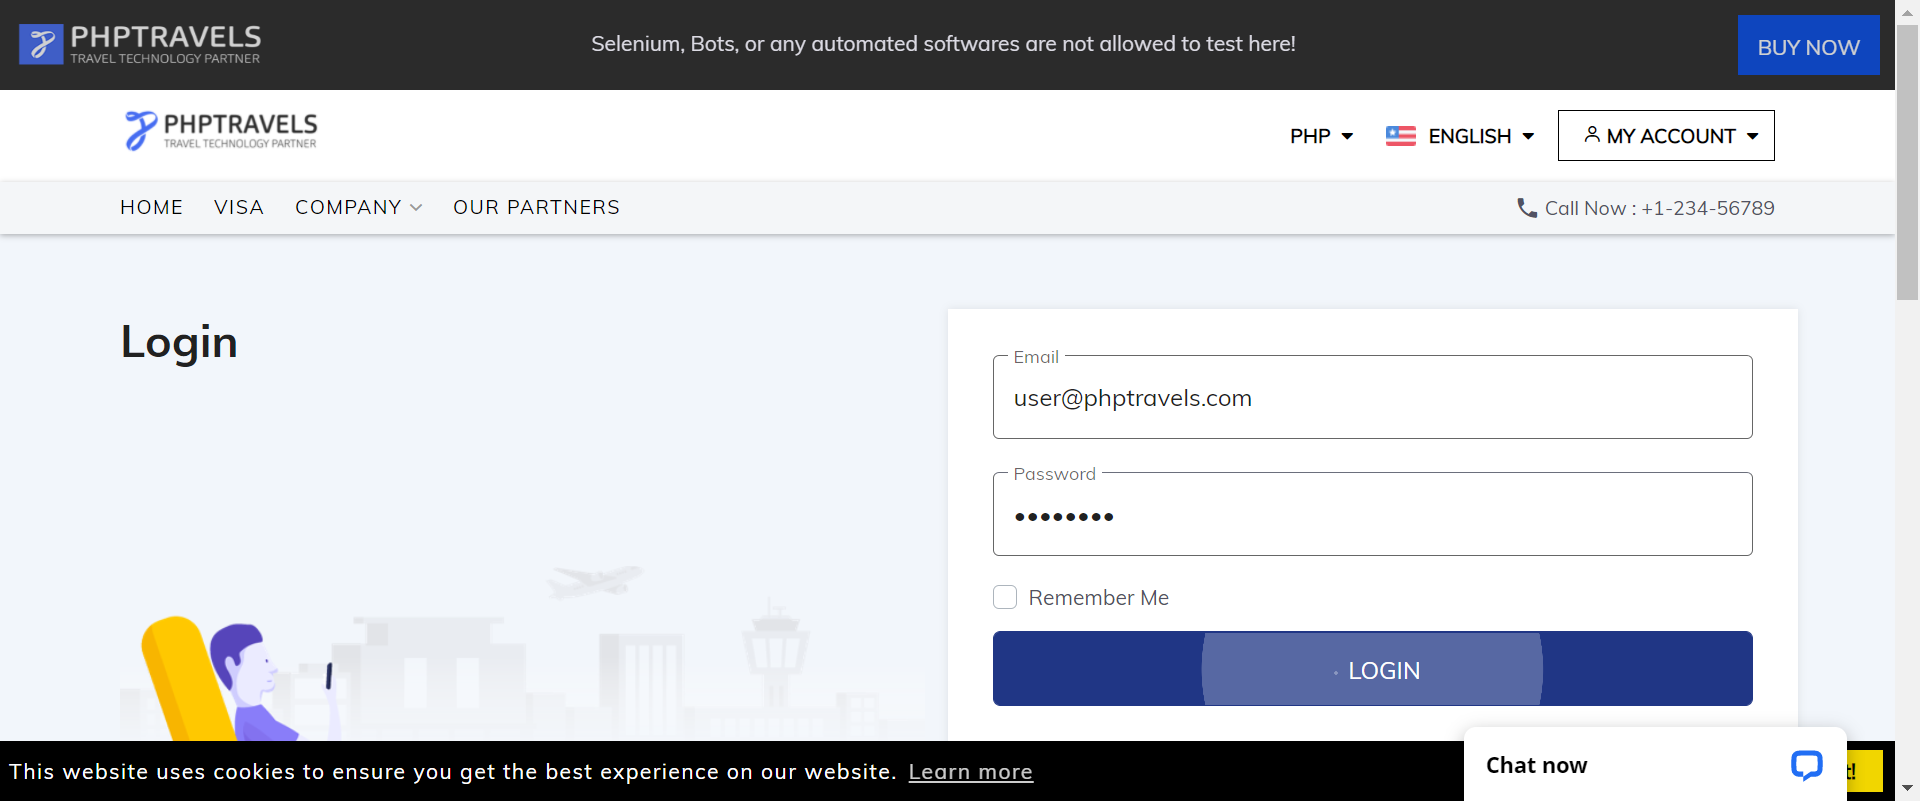 PHPTRAVELS
TRAVEL TECHNOLOGY PARTNER
Selenium, Bots, or any automated softwares are not allowed to test here!
BUY NOW
PHPTRAVELS
TRAVEL TECHNOLOGY PARTNER
PHP
ENGLISH
MY ACCOUNT
HOME VISA COMPANY OUR PARTNERS
Call Now : +1-234-56789
Login
Email
user@phptravels.com
Password
••••••••
Remember Me
LOGIN
This website uses cookies to ensure you get the best experience on our website. Learn more
Chat now